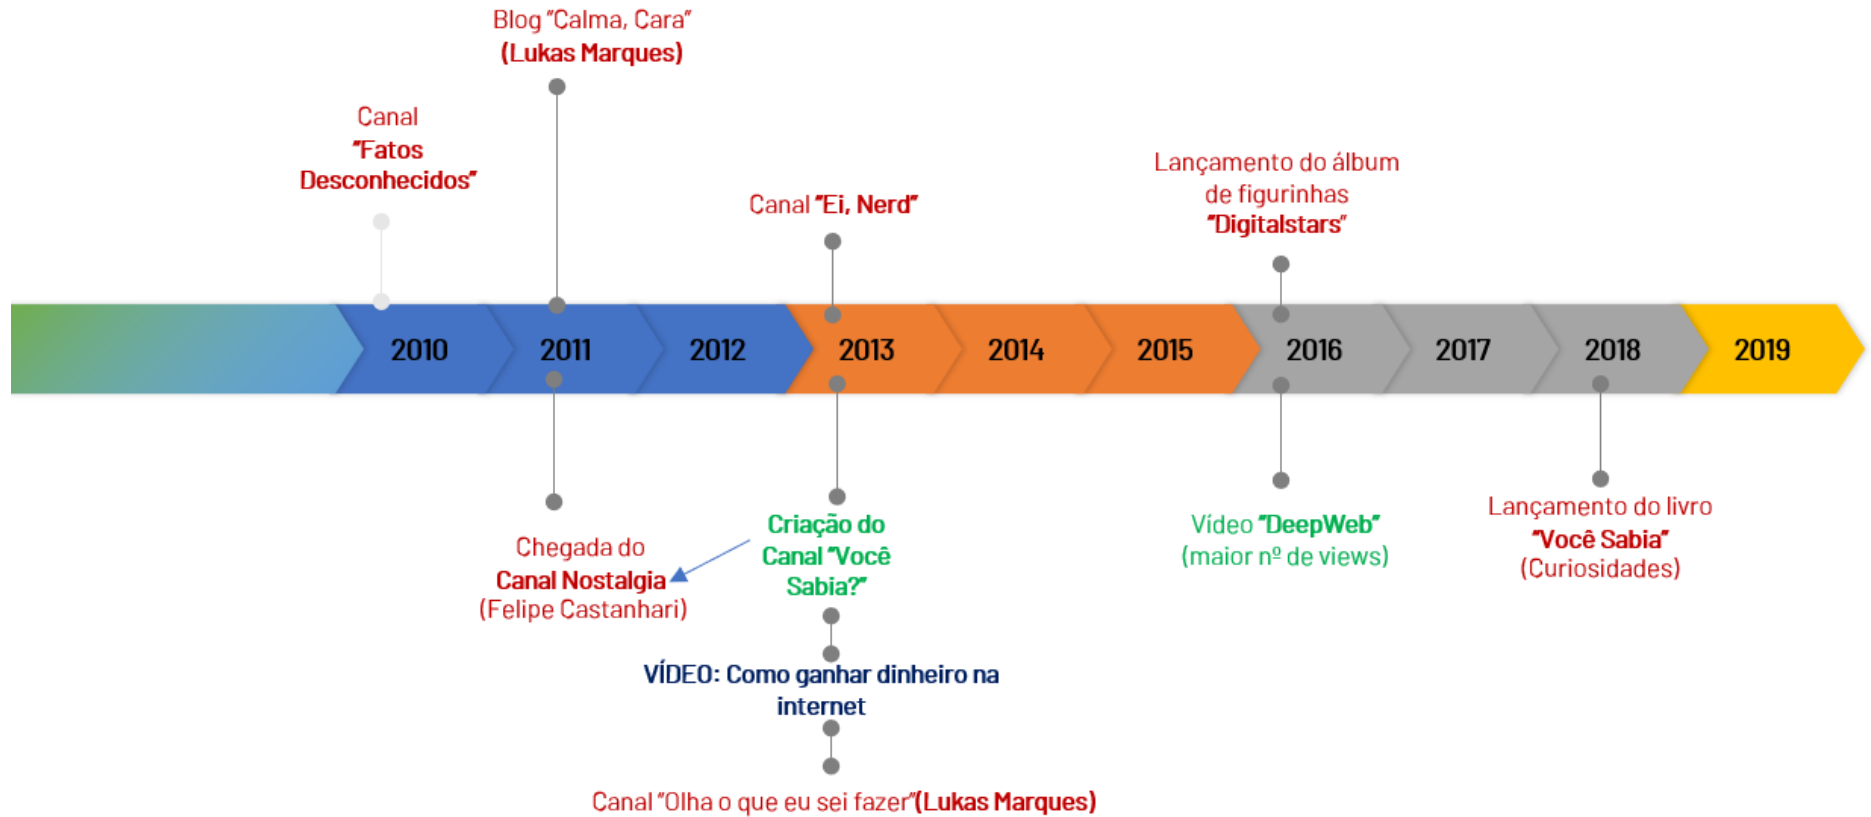 Blog "Calma, Cara"
(Lukas Marques)
Canal
"Fatos
Desconhecidos"
Canal "Ei, Nerd"
Lançamento do álbum
de figurinhas
"Digitalstars"
2010
2011
2012
2013
2014
2015
2016
2017
2018
2019
Chegada do
Canal Nostalgia
(Felipe Castanhari)
Criação do
Canal "Você
Sabia?"
VÍDEO: Como ganhar dinheiro na
internet
Canal "Olha o que eu sei fazer"(Lukas Marques)
Vídeo "DeepWeb"
(maior nº de views)
Lançamento do livro
"Você Sabia"
(Curiosidades)